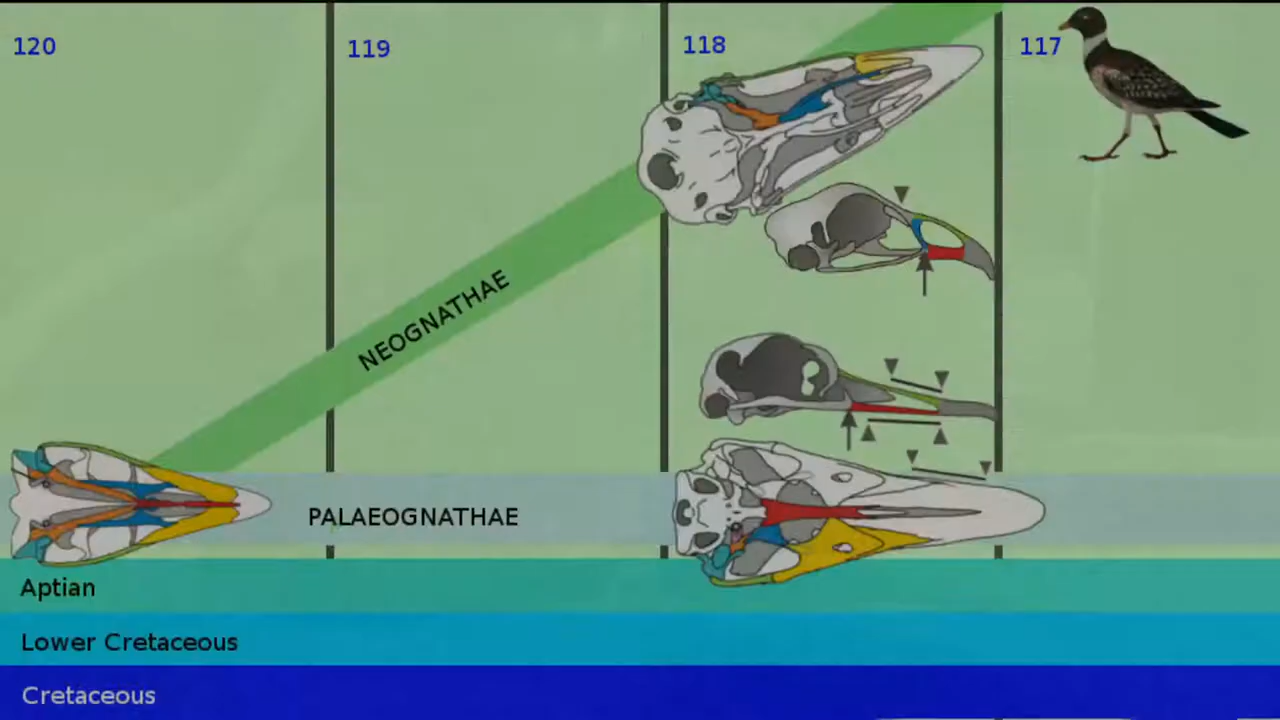 120
119
118
117
NEOGNATHAE
PALAEOGNATHAE
Aptian
Lower Cretaceous
Cretaceous